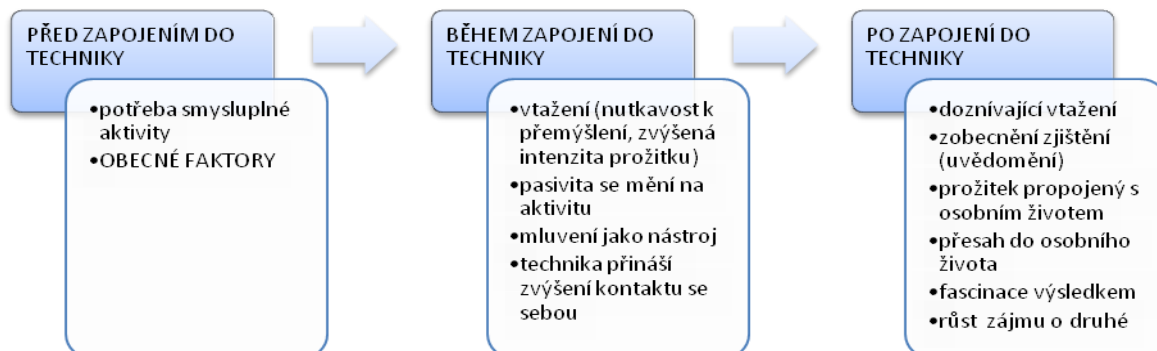 PŘED ZAPOJENÍM DO
TECHNIKY
•potřeba smysluplné
aktivity
•OBECNÉ FAKTORY
BĚHEM ZAPOJENÍ DO
TECHNIKY
•vtažení (nutkavost k
přemýšlení, zvýšená
intenzita prožitku)
•pasivita se mění na
aktivitu
•mluvení jako nástroj
•technika přináší
zvýšení kontaktu se
sebou
PO ZAPOJENÍ DO
TECHNIKY
•doznívající vtažení
•zobecnění zjištění
(uvědomění)
•prožitek propojený s
osobním životem
•přesah do osobního
života
•fascinace výsledkem
•růst zájmu o druhé